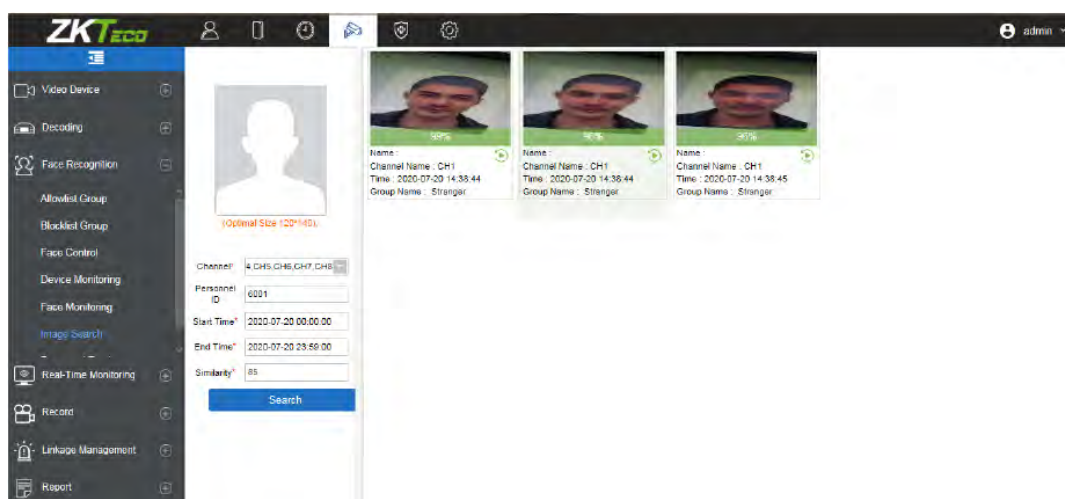 ZKTeco
admin
Video Device
Decoding
Face Recognition
Allowlist Group
Blocklist Group
Face Control
Device Monitoring
Face Monitoring
Image Search
Real-Time Monitoring
Record
Linkage Management
Report
(Optimal Size 120*140).
Channel* 4,CH5,CH6,CH7,CH8
Personnel ID 6001
Start Time* 2020-07-20 00:00:00
End Time* 2020-07-20 23:59:00
Similarity* 85
Search
99%
Name :
Channel Name : CH1
Time : 2020-07-20 14:38:44
Group Name : Stranger
Name :
Channel Name : CH1
Time : 2020-07-20 14:38:44
Group Name : Stranger
96%
Name :
Channel Name : CH1
Time : 2020-07-20 14:38:45
Group Name : Stranger